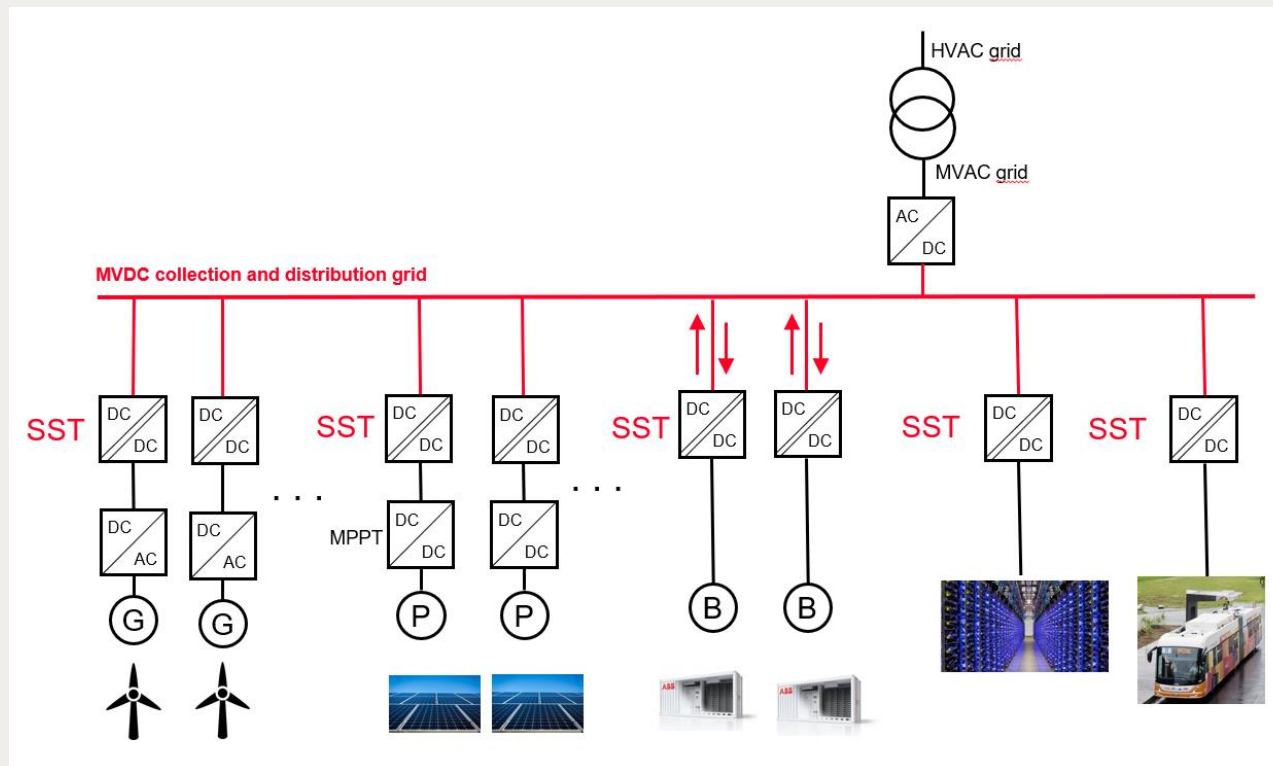 HVAC grid
MVAC grid
AC
DC
MVDC collection and distribution grid
SST
DC
DC
DC
DC
SST
DC
DC
DC
DC
SST
DC
DC
DC
DC
SST
DC
DC
SST
DC
DC
DC
AC
DC
AC
. . .
MPPT
DC
DC
DC
DC
. . .
G
G
P
P
B
B
ABB
ABB